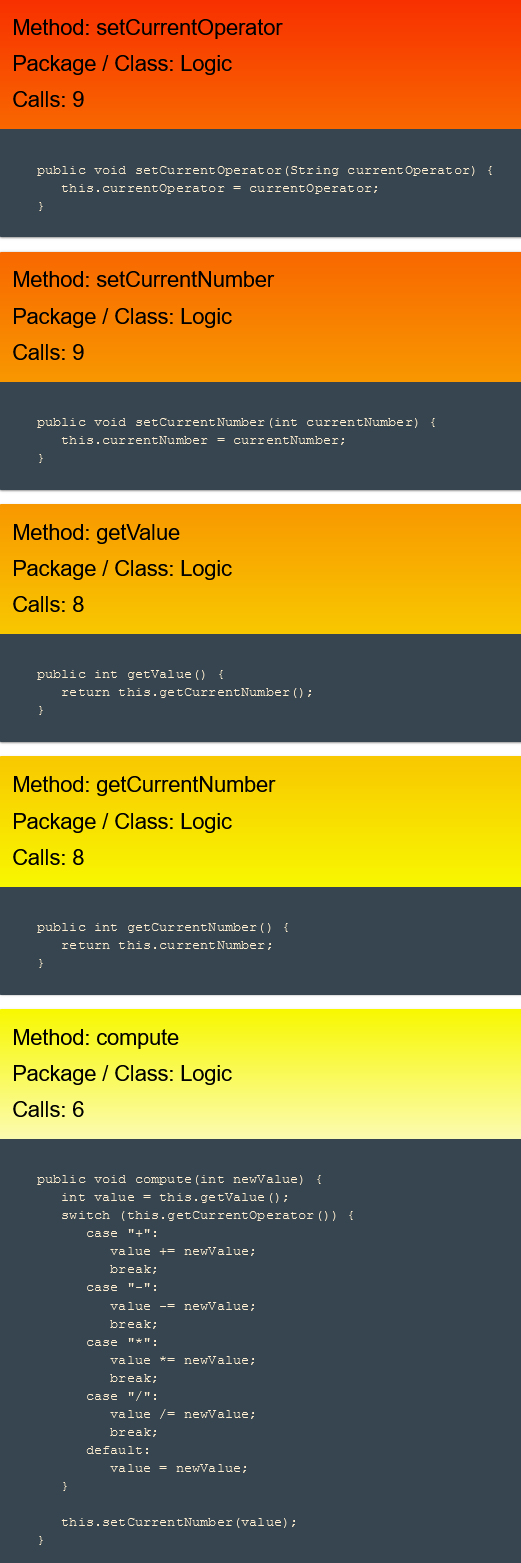 Method: setCurrentOperator
Package / Class: Logic
Calls: 9
public void setCurrentOperator(String currentOperator) {
this.currentOperator = currentOperator;
}
Method: setCurrentNumber
Package / Class: Logic
Calls: 9
public void setCurrentNumber(int currentNumber) {
this.currentNumber = currentNumber;
}
Method: getValue
Package / Class: Logic
Calls: 8
public int getValue() {
return this.getCurrentNumber();
}
Method: getCurrentNumber
Package / Class: Logic
Calls: 8
public int getCurrentNumber() {
return this.currentNumber;
}
Method: compute
Package / Class: Logic
Calls: 6
public void compute(int newValue) {
int value = this.getValue();
switch (this.getCurrentOperator()) {
case "+":
value += newValue;
break;
case "-":
value -= newValue;
break;
case "*":
value *= newValue;
break;
case "/":
value /= newValue;
break;
default:
value = newValue;
}
this.setCurrentNumber(value);
}